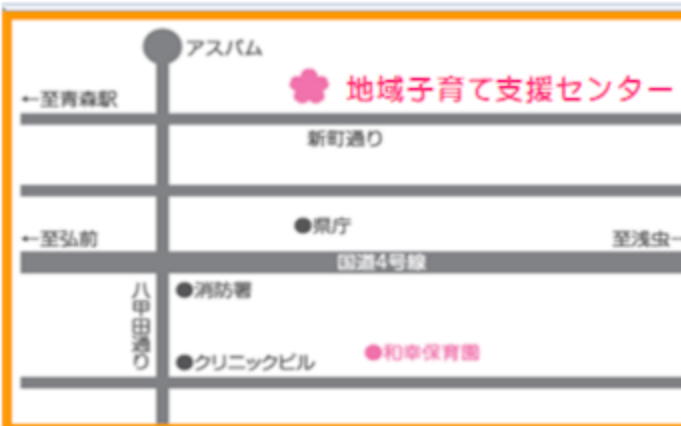 アスパム
地域子育て支援センター
←至青森駅
新町通り
●県庁
←至弘前
至浅虫→
国道4号線
●消防署
八甲田通り
●和幸保育園
●クリニックビル